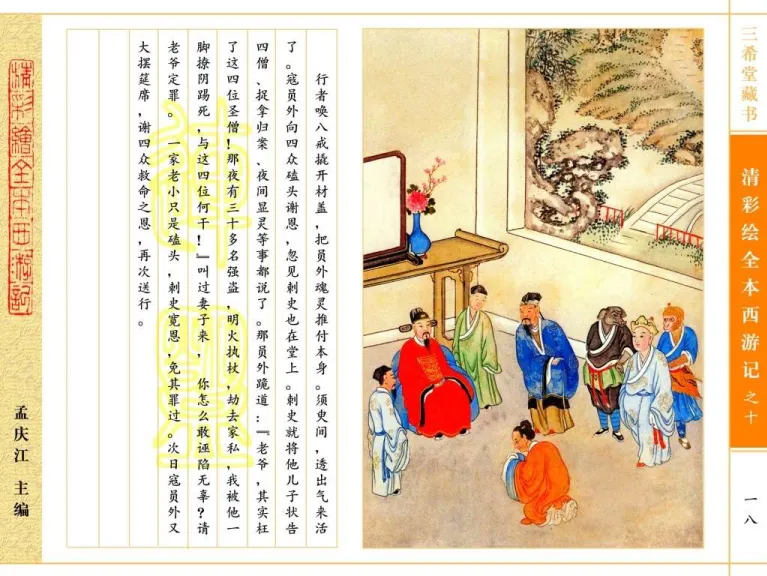 三希堂藏书
清彩绘全本西游记之十
一八
行者唤八戒撬开材盖，把员外魂灵推付本身。须臾间，透出气来活
了。寇员外向四众磕头谢恩，忽见刺史也在堂上。刺史就将他儿子状告
四僧、捉拿归案、夜间显灵等事都说了。那员外跪道：『老爷，其实枉
了这四位圣僧！那夜有三十多名强盗，明火执杖，劫去家私，我被他一
脚撩阴踢死，与这四位何干！』叫过妻子来， 你怎么敢诬陷无辜？请
老爷定罪。 一家老小只是磕头，刺史宽恩，免其罪过。次日寇员外又
大摆筵席，谢四众救命之恩，再次送行。
清彩绘全本西游记
孟庆江 主编